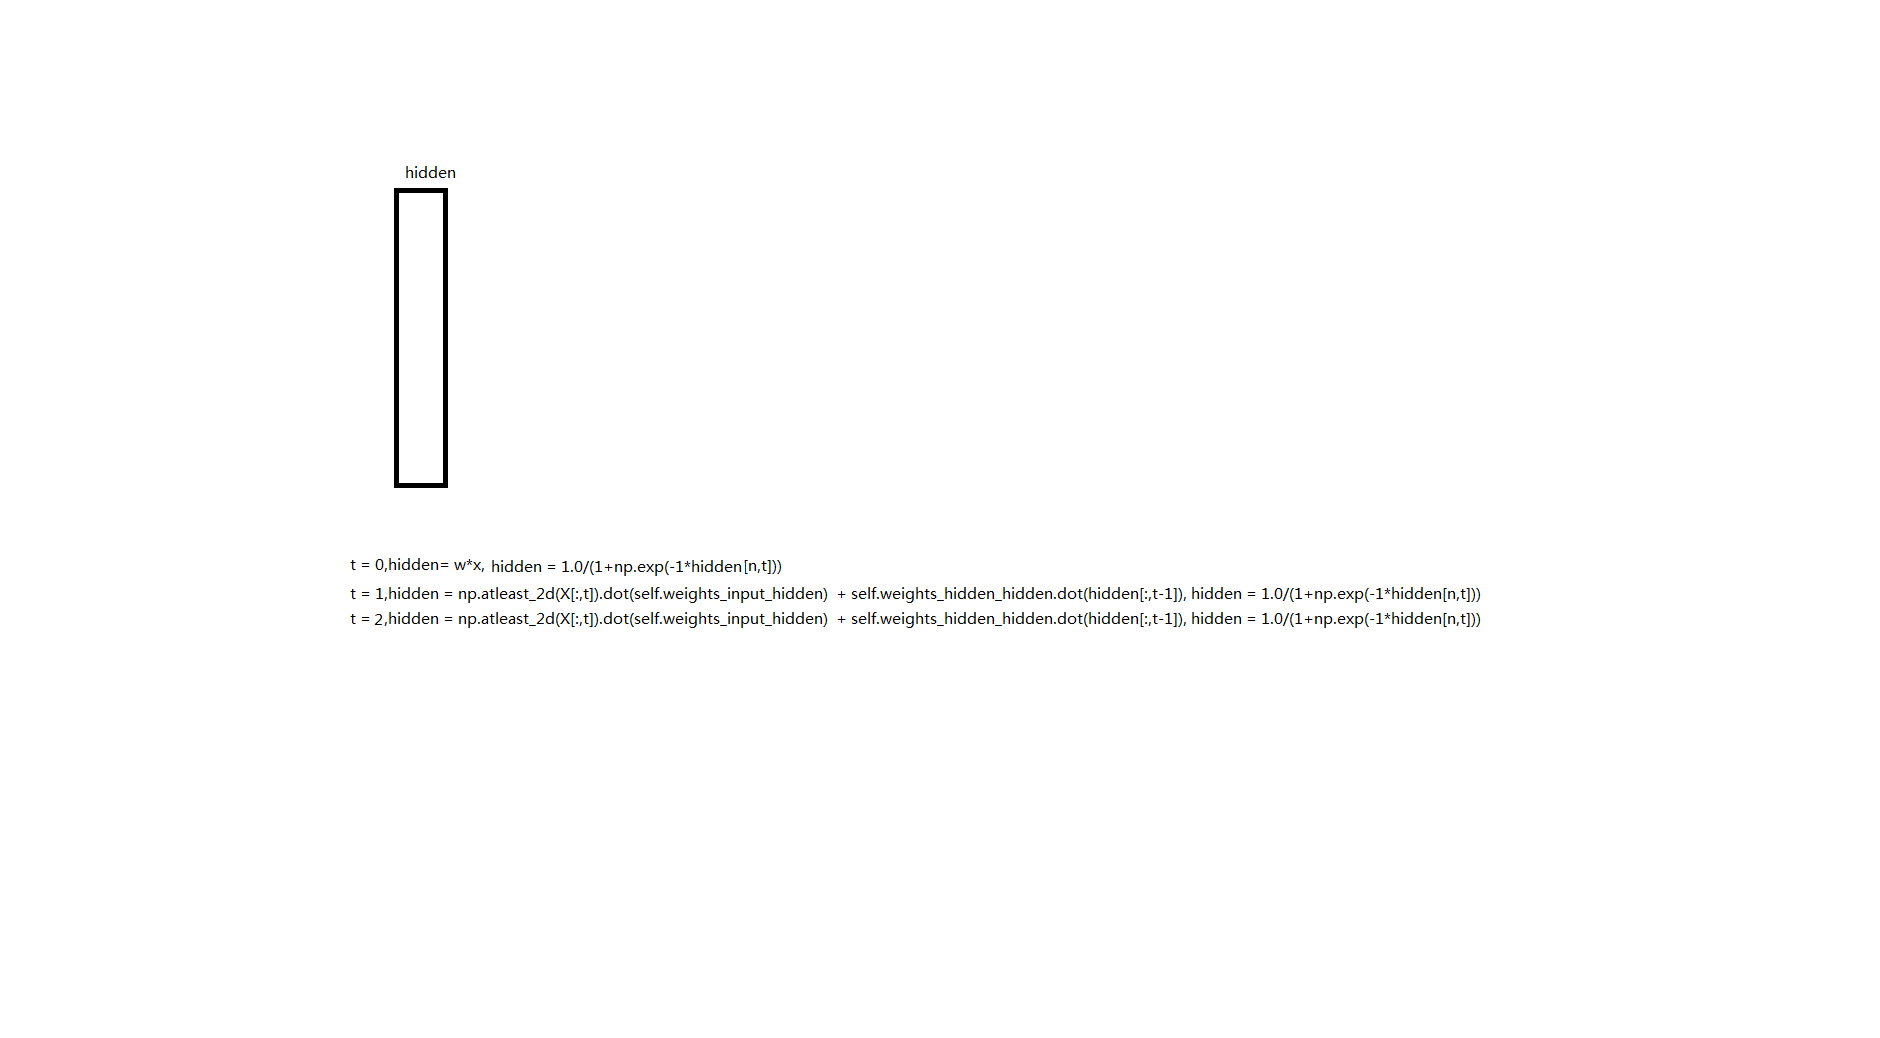 hidden
t = 0,hidden= w*x, hidden = 1.0/(1+np.exp(-1*hidden[n,t]))
t = 1,hidden = np.atleast_2d(X[:,t]).dot(self.weights_input_hidden) + self.weights_hidden_hidden.dot(hidden[:,t-1]), hidden = 1.0/(1+np.exp(-1*hidden[n,t]))
t = 2,hidden = np.atleast_2d(X[:,t]).dot(self.weights_input_hidden) + self.weights_hidden_hidden.dot(hidden[:,t-1]), hidden = 1.0/(1+np.exp(-1*hidden[n,t]))